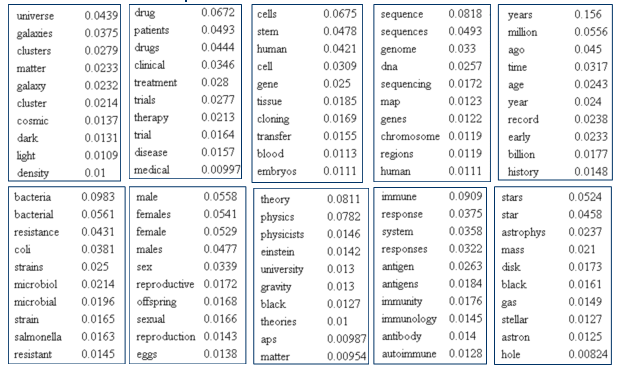 universe 0.0439
galaxies 0.0375
clusters 0.0279
matter 0.0233
galaxy 0.0232
cluster 0.0214
cosmic 0.0137
dark 0.0131
light 0.0109
density 0.01
drug 0.0672
patients 0.0493
drugs 0.0444
clinical 0.0346
treatment 0.028
trials 0.0277
therapy 0.0213
trial 0.0164
disease 0.0157
medical 0.00997
cells 0.0675
stem 0.0478
human 0.0421
cell 0.0309
gene 0.025
tissue 0.0185
cloning 0.0169
transfer 0.0155
blood 0.0113
embryos 0.0111
sequence 0.0818
sequences 0.0493
genome 0.033
dna 0.0257
sequencing 0.0172
map 0.0123
genes 0.0122
chromosome 0.0119
regions 0.0119
human 0.0111
years 0.156
million 0.0556
ago 0.045
time 0.0317
age 0.0243
year 0.024
record 0.0238
early 0.0233
billion 0.0177
history 0.0148
bacteria 0.0983
bacterial 0.0561
resistance 0.0431
coli 0.0381
strains 0.025
microbiol 0.0214
microbial 0.0196
strain 0.0165
salmonella 0.0163
resistant 0.0145
male 0.0558
females 0.0541
female 0.0529
males 0.0477
sex 0.0339
reproductive 0.0172
offspring 0.0168
sexual 0.0166
reproduction 0.0143
eggs 0.0138
theory 0.0811
physics 0.0782
physicists 0.0146
einstein 0.0142
university 0.013
gravity 0.013
black 0.0127
theories 0.01
aps 0.00987
matter 0.00954
immune 0.0909
response 0.0375
system 0.0358
responses 0.0322
antigen 0.0263
antigens 0.0184
immunity 0.0176
immunology 0.0145
antibody 0.014
autoimmune 0.0128
stars 0.0524
star 0.0458
astrophys 0.0237
mass 0.021
disk 0.0173
black 0.0161
gas 0.0149
stellar 0.0127
astron 0.0125
hole 0.00824